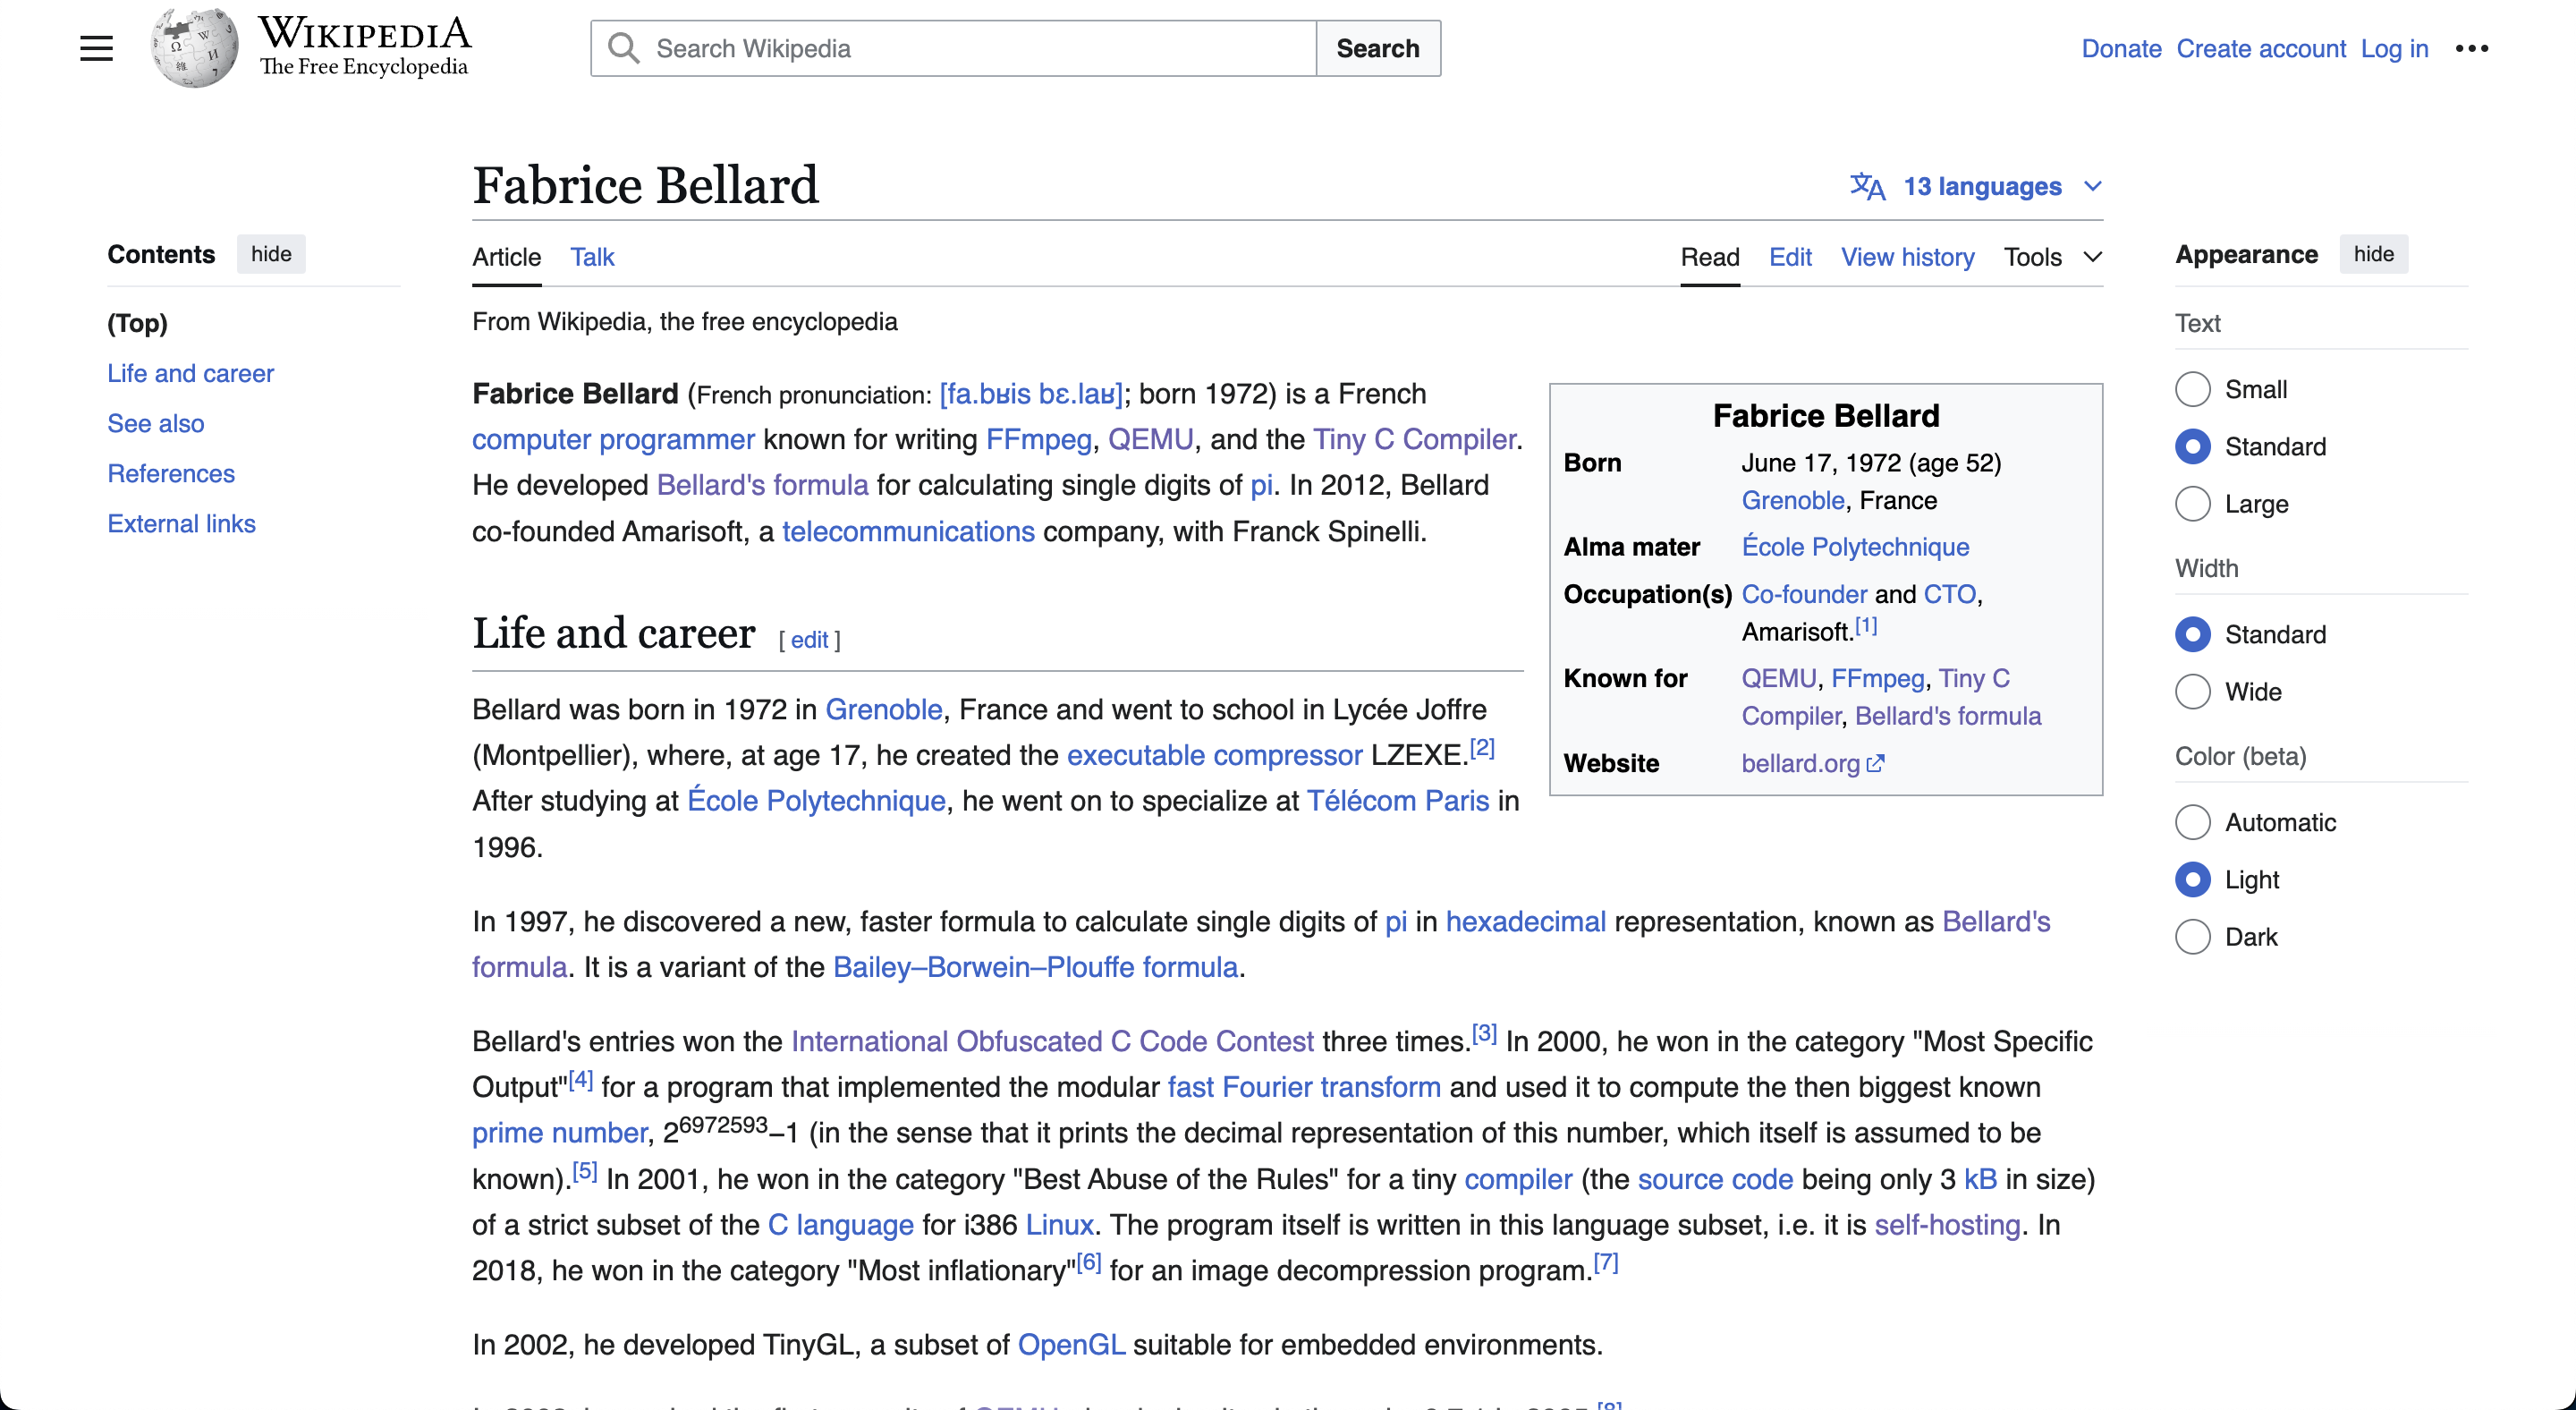 WIKIPEDIA
The Free Encyclopedia
Search Wikipedia
Search
Donate Create account Log in
Fabrice Bellard
13 languages
Contents hide
(Top)
Life and career
See also
References
External links
Article Talk
Read Edit View history Tools
From Wikipedia, the free encyclopedia
Fabrice Bellard (French pronunciation: [fa.bʁis bɛ.laʁ]; born 1972) is a French
computer programmer known for writing FFmpeg, QEMU, and the Tiny C Compiler.
He developed Bellard's formula for calculating single digits of pi. In 2012, Bellard
co-founded Amarisoft, a telecommunications company, with Franck Spinelli.
Fabrice Bellard
Born June 17, 1972 (age 52)
Grenoble, France
Alma mater École Polytechnique
Occupation(s) Co-founder and CTO,
Amarisoft.[1]
Known for QEMU, FFmpeg, Tiny C
Compiler, Bellard's formula
Website bellard.org
Life and career [ edit ]
Bellard was born in 1972 in Grenoble, France and went to school in Lycée Joffre
(Montpellier), where, at age 17, he created the executable compressor LZEXE.[2]
After studying at École Polytechnique, he went on to specialize at Télécom Paris in
1996.
In 1997, he discovered a new, faster formula to calculate single digits of pi in hexadecimal representation, known as Bellard's
formula. It is a variant of the Bailey–Borwein–Plouffe formula.
Bellard's entries won the International Obfuscated C Code Contest three times.[3] In 2000, he won in the category "Most Specific
Output"[4] for a program that implemented the modular fast Fourier transform and used it to compute the then biggest known
prime number, 2^6972593−1 (in the sense that it prints the decimal representation of this number, which itself is assumed to be
known).[5] In 2001, he won in the category "Best Abuse of the Rules" for a tiny compiler (the source code being only 3 kB in size)
of a strict subset of the C language for i386 Linux. The program itself is written in this language subset, i.e. it is self-hosting. In
2018, he won in the category "Most inflationary"[6] for an image decompression program.[7]
In 2002, he developed TinyGL, a subset of OpenGL suitable for embedded environments.
Appearance hide
Text
Small
Standard
Large
Width
Standard
Wide
Color (beta)
Automatic
Light
Dark